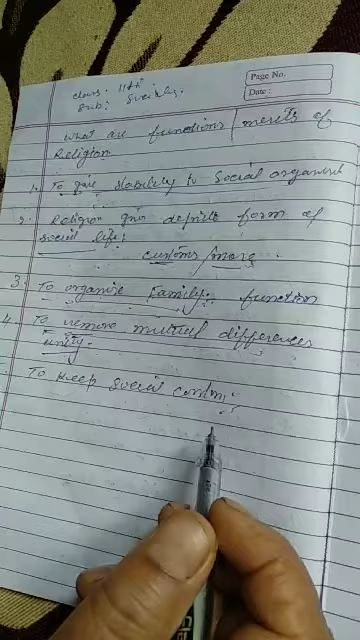 class. 11th
Sub: Sociology.
Page No.
Date :
What are functions/merits of
Religion
1. To give stability to Social organisat
2. Religion give definite form of
social life:
customs/mores.
3. To organise Family: function
4. To remove mutual differences
unity.
To keep social control: